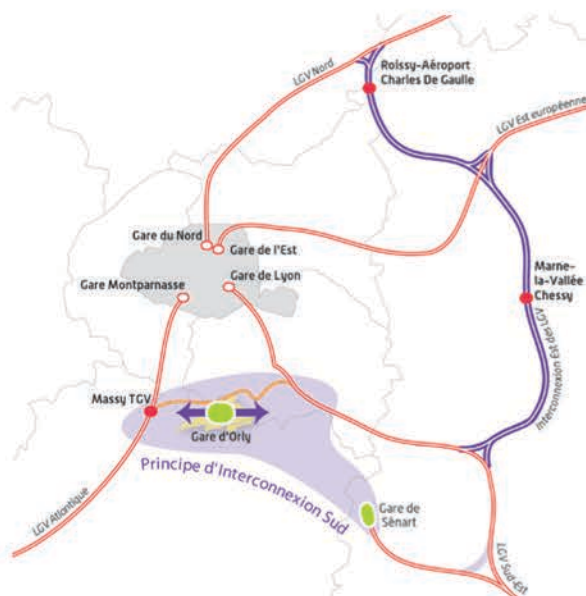 LGV Nord
Roissy-Aéroport
Charles De Gaulle
LGV Est européenne
Gare du Nord
Gare de l'Est
Gare de Lyon
Gare Montparnasse
Marne-
la-Vallée
Chessy
Interconnexion Est des LGV
Massy TGV
Gare d'Orly
Principe d'Interconnexion Sud
Gare de
Sénart
LGV Atlantique
LGV Sud-Est